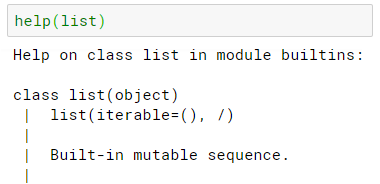 help(list)
Help on class list in module builtins:
class list(object)
 |  list(iterable=(), /)
 |
 |  Built-in mutable sequence.
 |